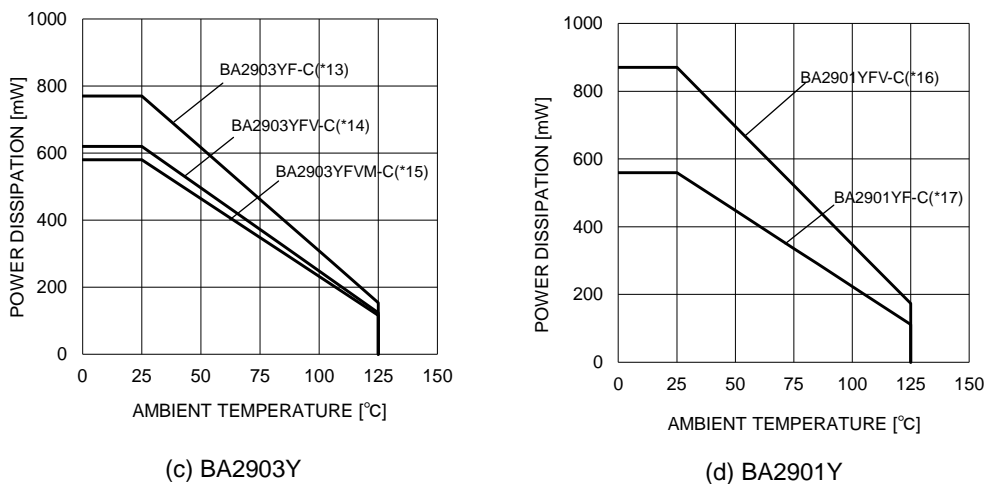 POWER DISSIPATION [mW]
1000
800
600
400
200
0
BA2903YF-C(*13)
BA2903YFV-C(*14)
BA2903YFVM-C(*15)
0 25 50 75 100 125 150
AMBIENT TEMPERATURE [°C]
(c) BA2903Y
POWER DISSIPATION [mW]
1000
800
600
400
200
0
BA2901YFV-C(*16)
BA2901YF-C(*17)
0 25 50 75 100 125 150
AMBIENT TEMPERATURE [°C]
(d) BA2901Y